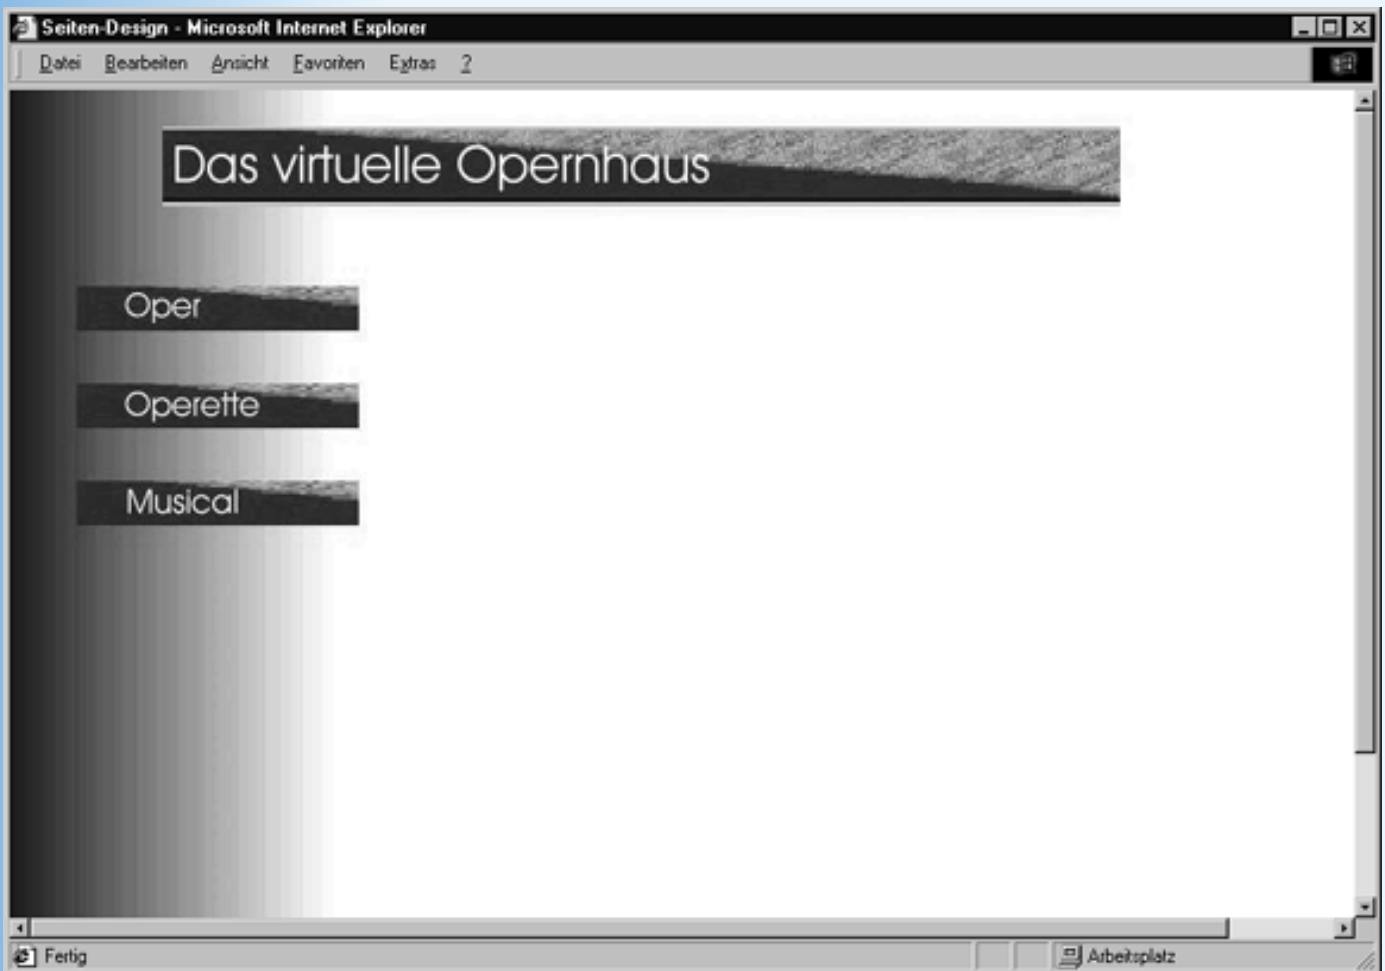 Seiten-Design - Microsoft Internet Explorer
Datei Bearbeiten Ansicht Favoriten Extras ?
Das virtuelle Opernhaus
Oper
Operette
Musical
Fertig Arbeitsplatz